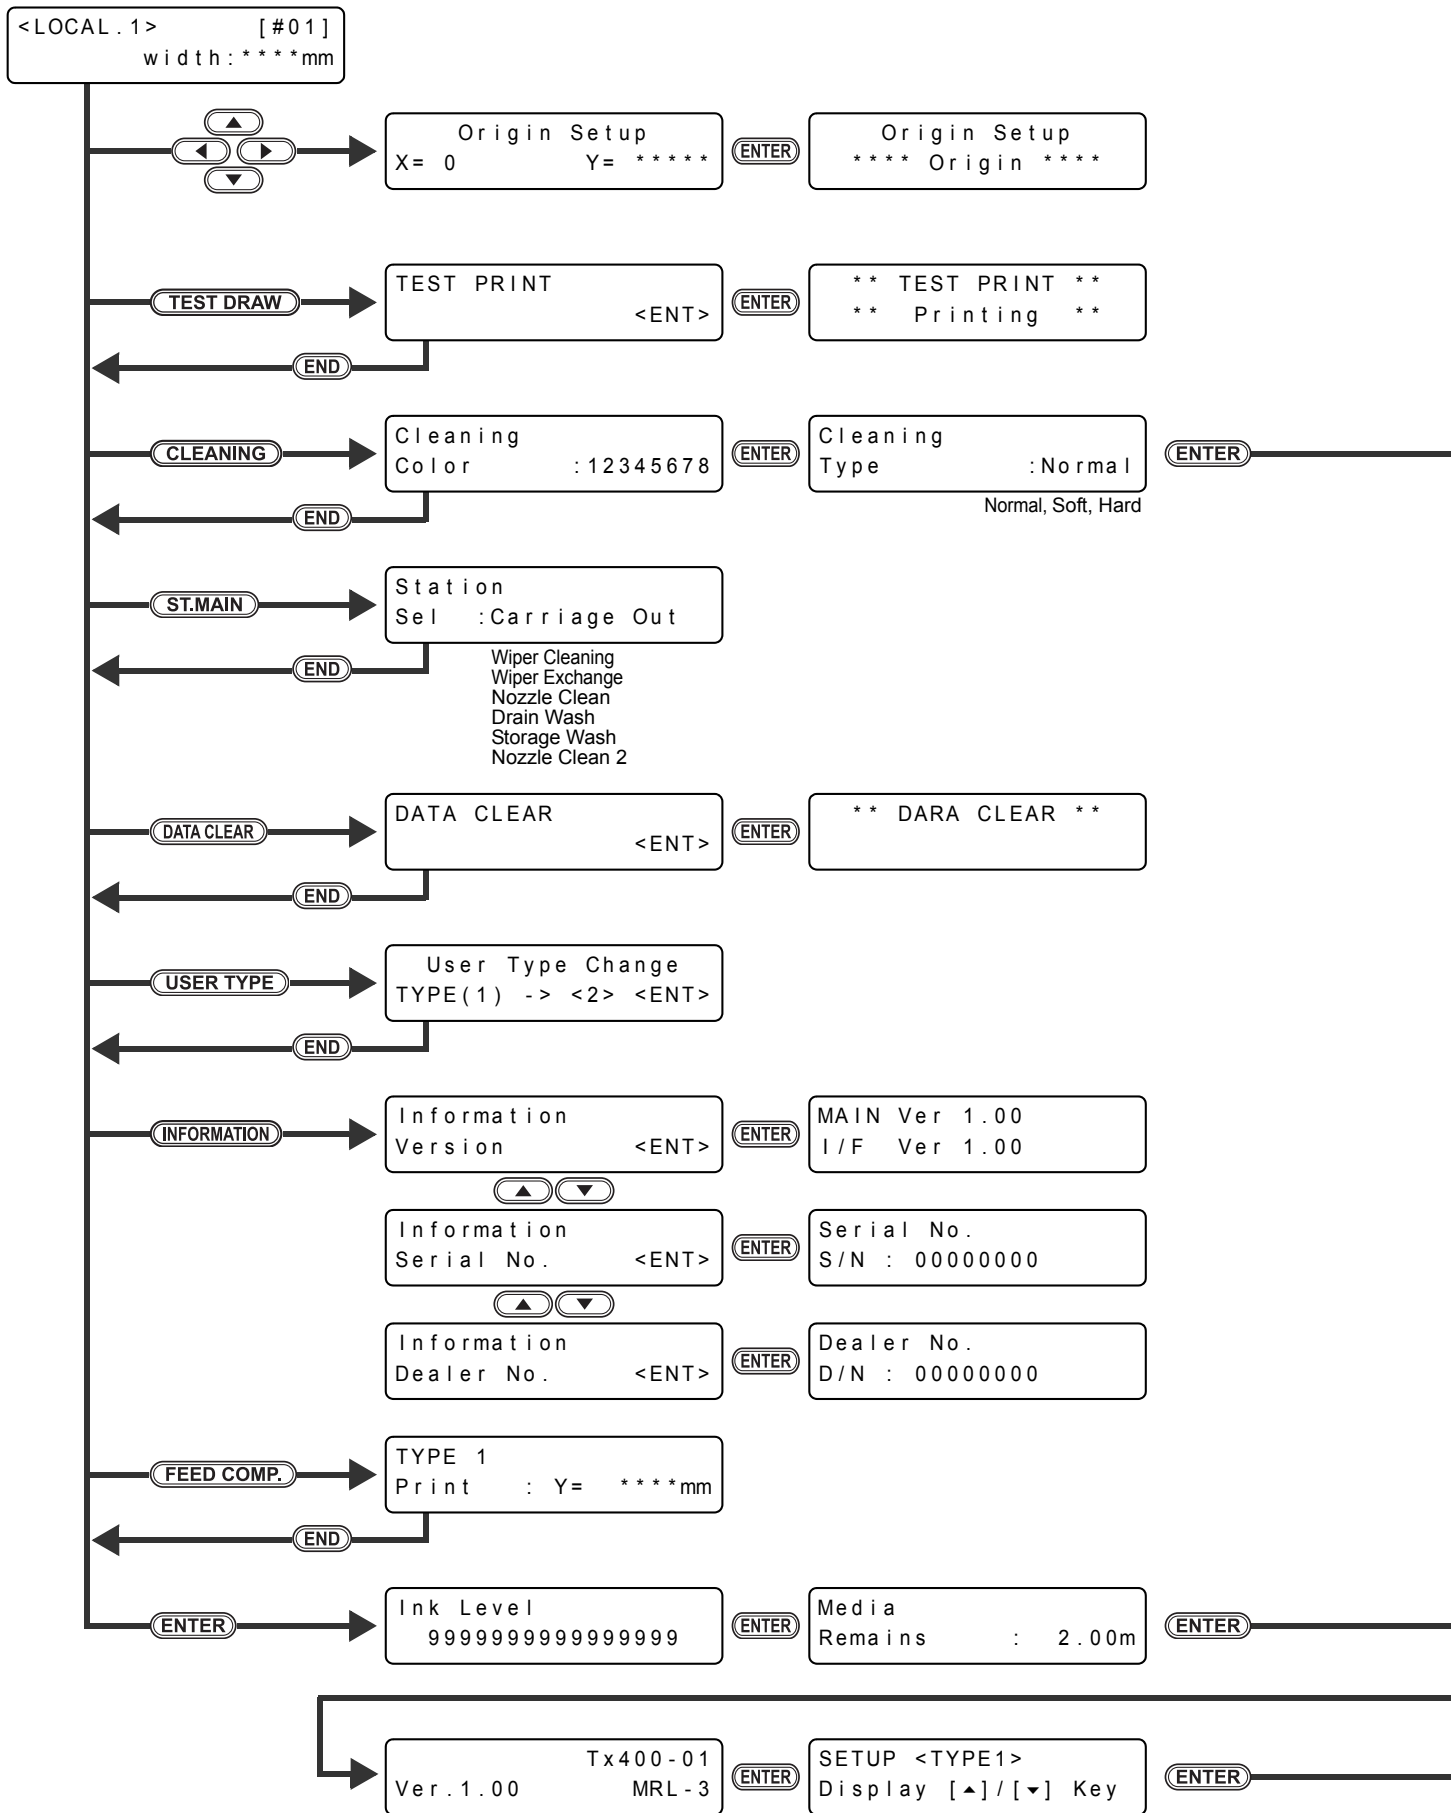 <LOCAL.1> [#01]
width:****mm
Origin Setup
X= 0 Y= *****
ENTER
Origin Setup
**** Origin ****
TEST DRAW
TEST PRINT
<ENT>
ENTER
** TEST PRINT **
** Printing **
END
CLEANING
Cleaning
Color :12345678
ENTER
Cleaning
Type :Normal
ENTER
Normal, Soft, Hard
END
ST.MAIN
Station
Sel :Carriage Out
END
Wiper Cleaning
Wiper Exchange
Nozzle Clean
Drain Wash
Storage Wash
Nozzle Clean 2
DATA CLEAR
DATA CLEAR
<ENT>
ENTER
** DARA CLEAR **
END
USER TYPE
User Type Change
TYPE(1) -> <2> <ENT>
END
INFORMATION
Information
Version <ENT>
ENTER
MAIN Ver 1.00
I/F Ver 1.00
Information
Serial No. <ENT>
ENTER
Serial No.
S/N : 00000000
Information
Dealer No. <ENT>
ENTER
Dealer No.
D/N : 00000000
FEED COMP.
TYPE 1
Print : Y= ****mm
END
ENTER
Ink Level
9999999999999999
ENTER
Media
Remains : 2.00m
ENTER
Tx400-01
Ver.1.00 MRL-3
ENTER
SETUP <TYPE1>
Display [▲]/[▼] Key
ENTER